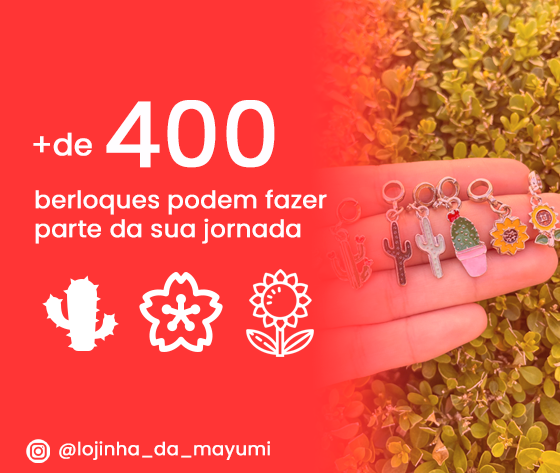 +de 400
berloques podem fazer
parte da sua jornada
@lojinha_da_mayumi